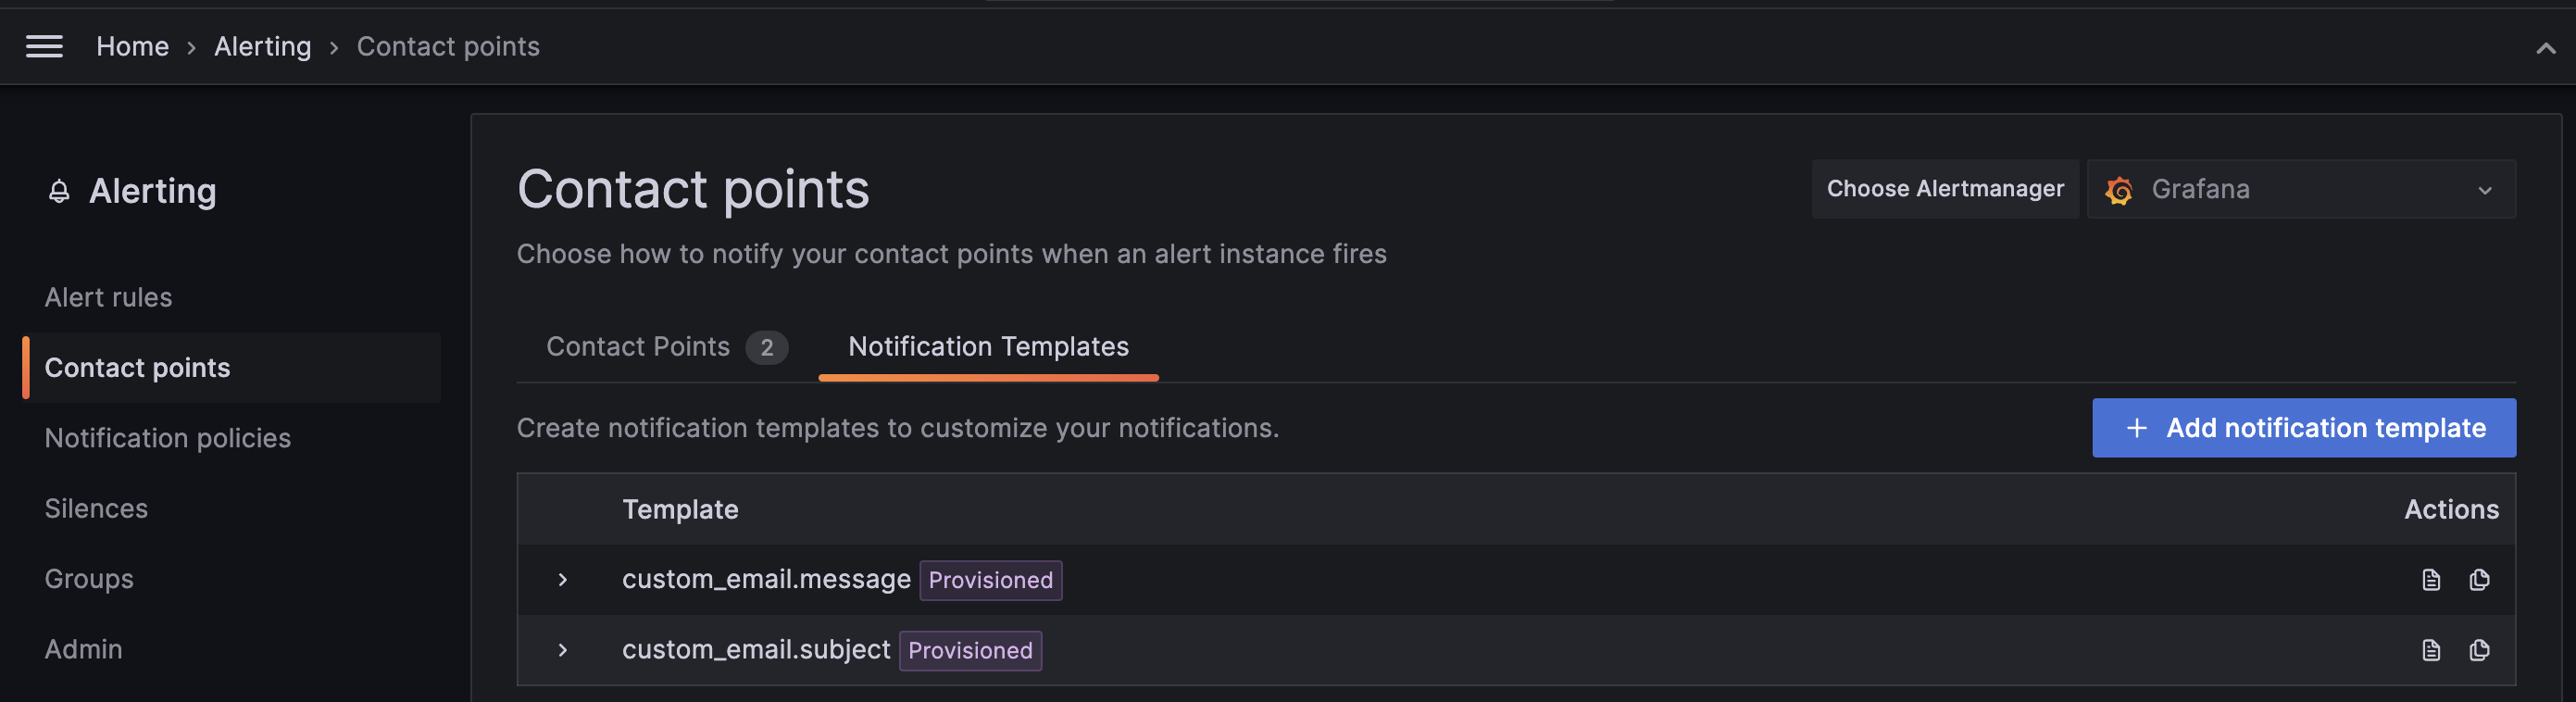 Home › Alerting › Contact points
Alerting
Alert rules
Contact points
Notification policies
Silences
Groups
Admin
Contact points
Choose Alertmanager Grafana
Choose how to notify your contact points when an alert instance fires
Contact Points 2 Notification Templates
Create notification templates to customize your notifications.
+ Add notification template
Template Actions
custom_email.message Provisioned
custom_email.subject Provisioned